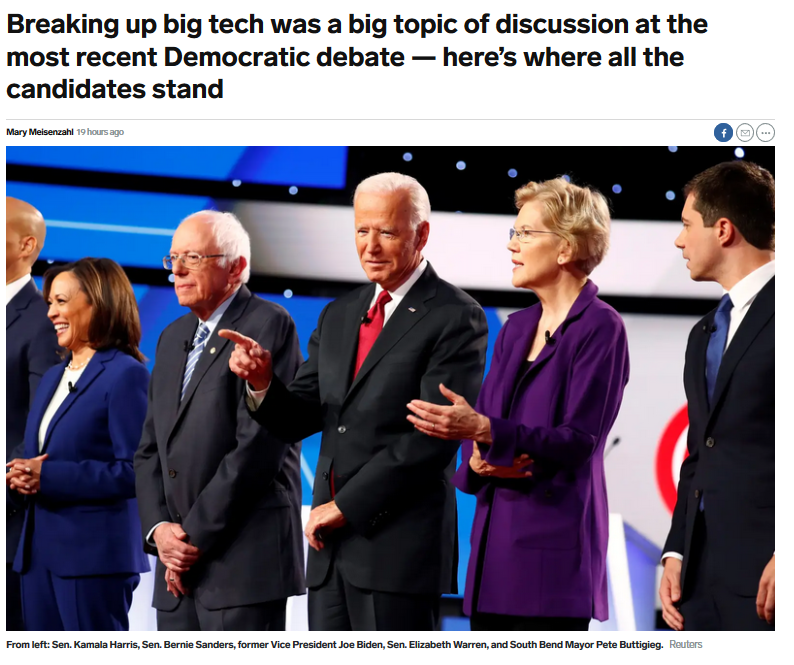 Breaking up big tech was a big topic of discussion at the
most recent Democratic debate — here's where all the
candidates stand
Mary Meisenzahl 19 hours ago
From left: Sen. Kamala Harris, Sen. Bernie Sanders, former Vice President Joe Biden, Sen. Elizabeth Warren, and South Bend Mayor Pete Buttigieg. Reuters